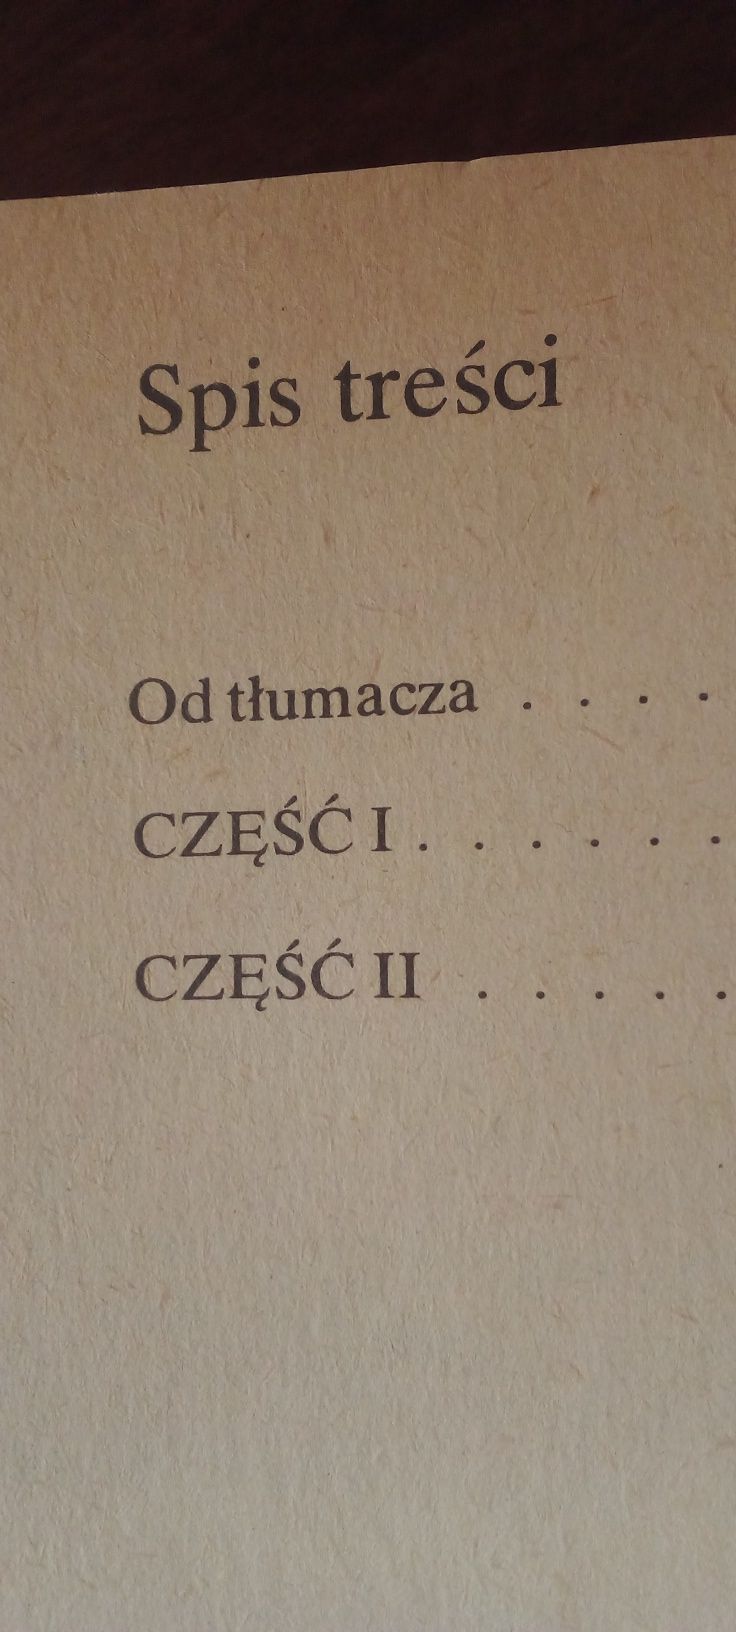 Spis treści
Od tłumacza . . . .
CZĘŚĆ I . . . . . .
CZĘŚĆ II . . . . .